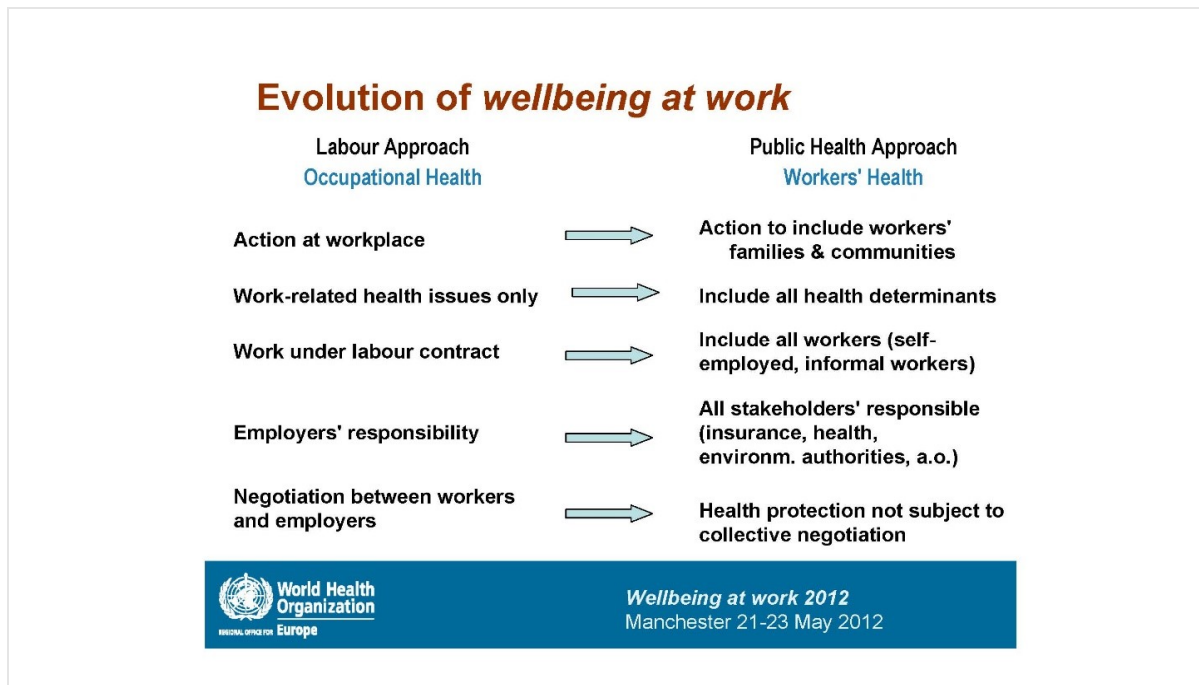 Evolution of wellbeing at work
Labour Approach
Occupational Health
Public Health Approach
Workers' Health
Action at workplace
Action to include workers'
families & communities
Work-related health issues only
Include all health determinants
Work under labour contract
Include all workers (self-
employed, informal workers)
Employers' responsibility
All stakeholders' responsible
(insurance, health,
environm. authorities, a.o.)
Negotiation between workers
and employers
Health protection not subject to
collective negotiation
World Health
Organization
REGIONAL OFFICE FOR Europe
Wellbeing at work 2012
Manchester 21-23 May 2012